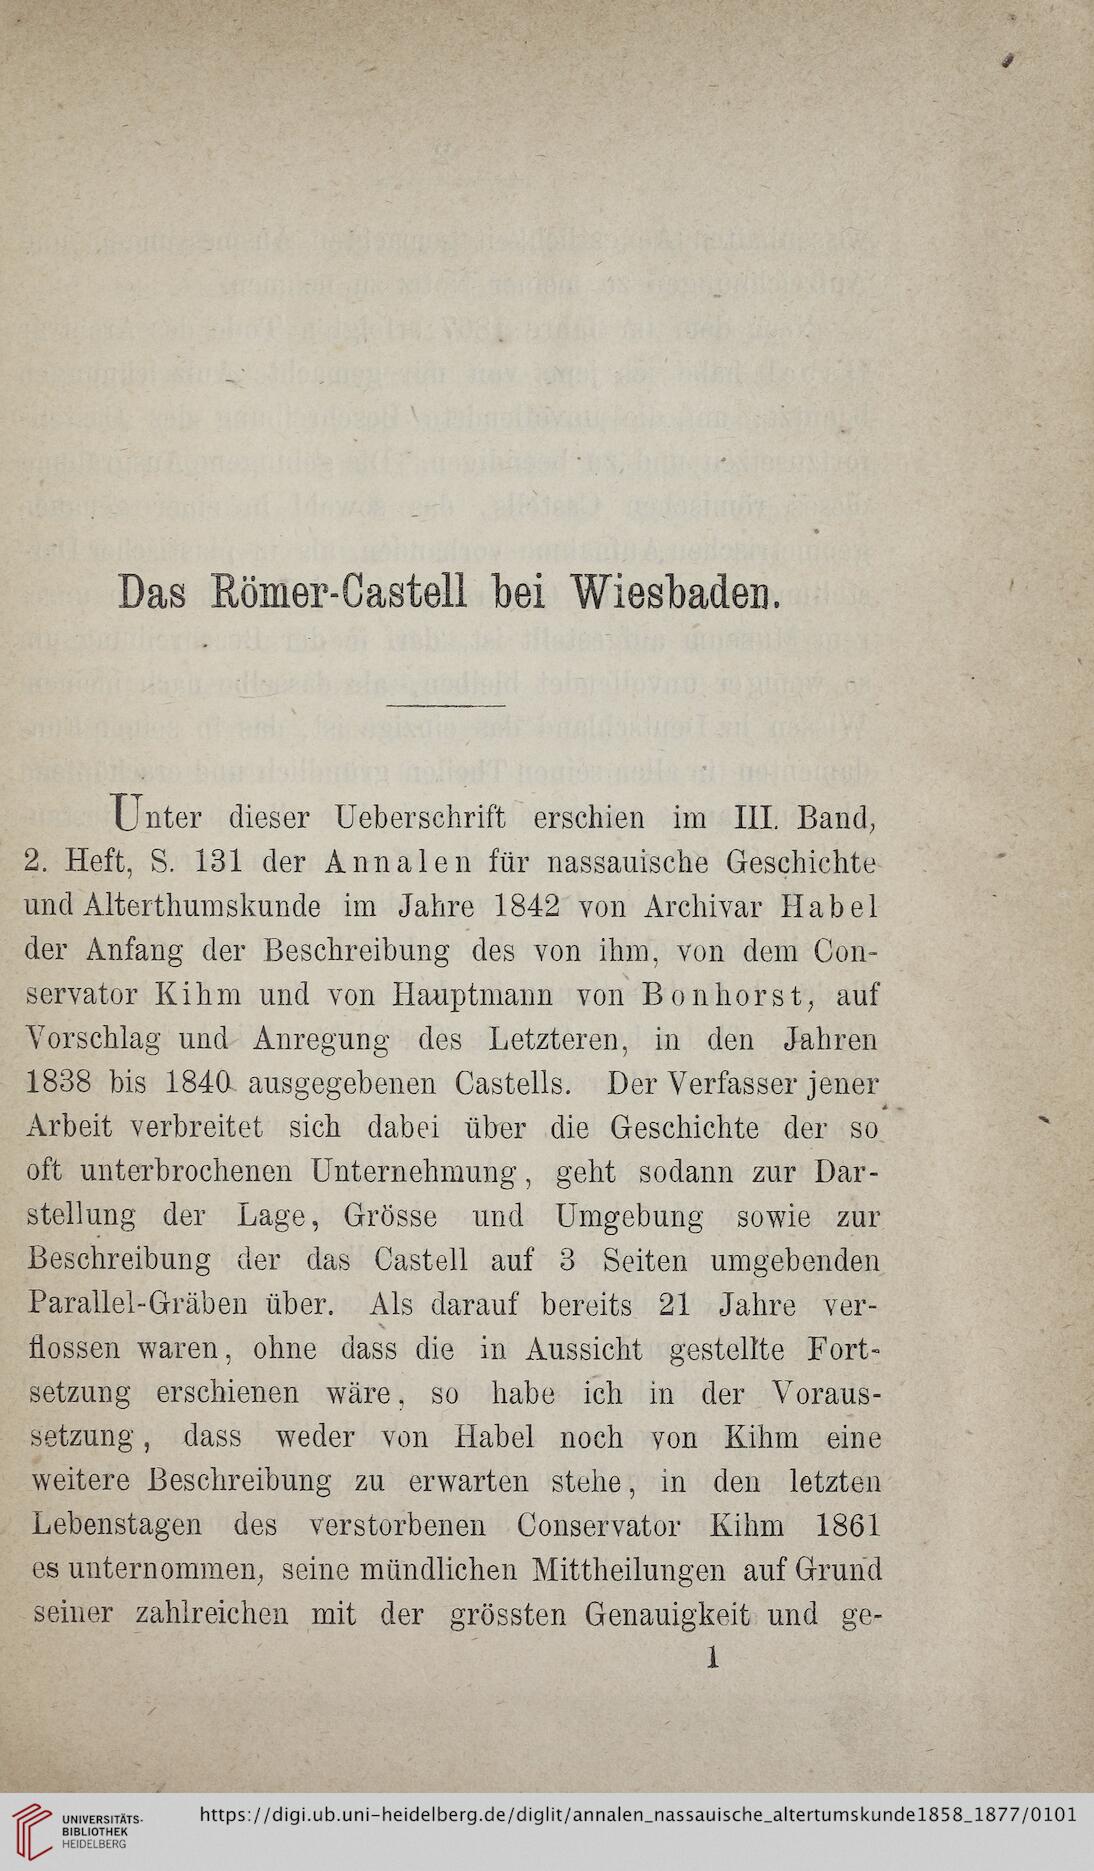 Das Römer-Castell bei Wiesbaden.
Unter dieser Ueberschrift erschien im III. Band,
2. Heft, S. 131 der Annalen für nassauische Geschichte
und Alterthumskunde im Jahre 1842 von Archivar Habel
der Anfang der Beschreibung des von ihm, von dem Con-
servator Kihm und von Hauptmann von Bonhorst, auf
Vorschlag und Anregung des Letzteren, in den Jahren
1838 bis 1840 ausgegebenen Castells. Der Verfasser jener
Arbeit verbreitet sich dabei über die Geschichte der so
oft unterbrochenen Unternehmung, geht sodann zur Dar-
stellung der Lage, Grösse und Umgebung sowie zur
Beschreibung der das Castell auf 3 Seiten umgebenden
Parallel-Gräben über. Als darauf bereits 21 Jahre ver-
flossen waren, ohne dass die in Aussicht gestellte Fort-
setzung erschienen wäre, so habe ich in der Voraus-
setzung, dass weder von Habel noch von Kihm eine
weitere Beschreibung zu erwarten stehe, in den letzten
Lebenstagen des verstorbenen Conservator Kihm 1861
es unternommen, seine mündlichen Mittheilungen auf Grund
seiner zahlreichen mit der grössten Genauigkeit und ge-
1
UNIVERSITÄTS-
BIBLIOTHEK
HEIDELBERG
https://digi.ub.uni-heidelberg.de/diglit/annalen_nassauische_altertumskunde1858_1877/0101